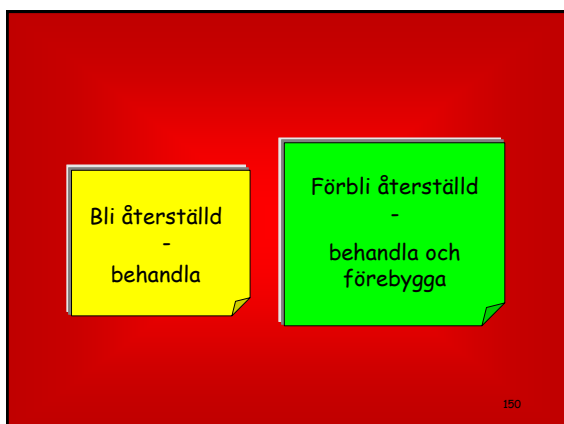 Bli återställd
-
behandla
Förbli återställd
-
behandla och
förebygga
150